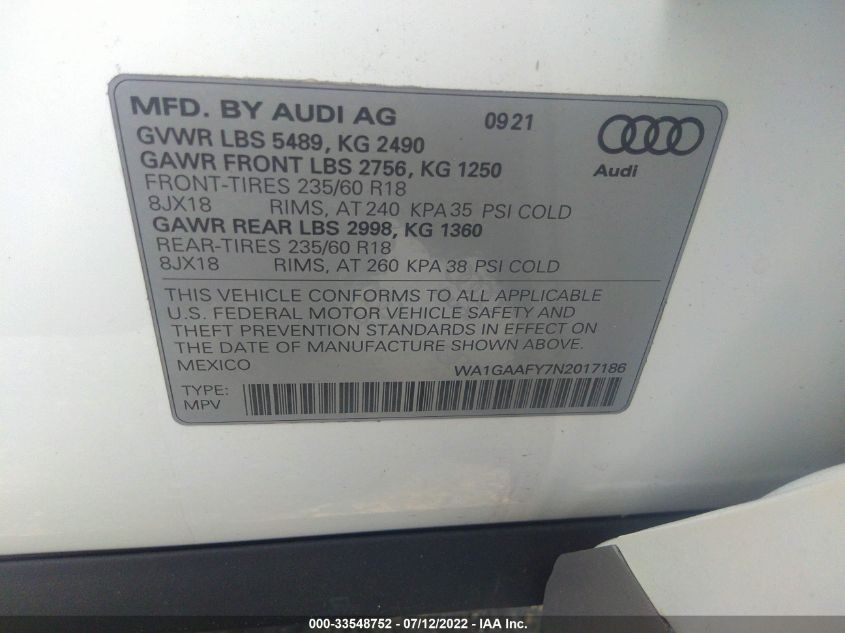 MFD. BY AUDI AG 0921
GVWR LBS 5489, KG 2490
GAWR FRONT LBS 2756, KG 1250
Audi
FRONT-TIRES 235/60 R18
8JX18 RIMS, AT 240 KPA 35 PSI COLD
GAWR REAR LBS 2998, KG 1360
REAR-TIRES 235/60 R18
8JX18 RIMS, AT 260 KPA 38 PSI COLD
THIS VEHICLE CONFORMS TO ALL APPLICABLE
U.S. FEDERAL MOTOR VEHICLE SAFETY AND
THEFT PREVENTION STANDARDS IN EFFECT ON
THE DATE OF MANUFACTURE SHOWN ABOVE.
MEXICO WA1GAAFY7N2017186
TYPE:
MPV
000-33548752 / 07/12/2022 - IAA Inc.